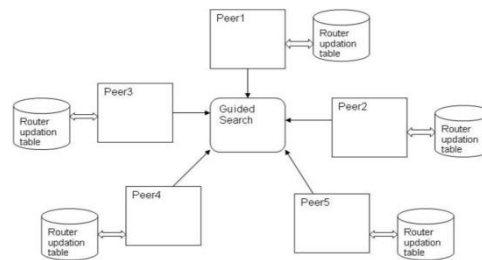 Peer1
Router
updation
table
Peer3
Router
updation
table
Guided
Search
Peer2
Router
updation
table
Peer4
Router
updation
table
Peer5
Router
updation
table